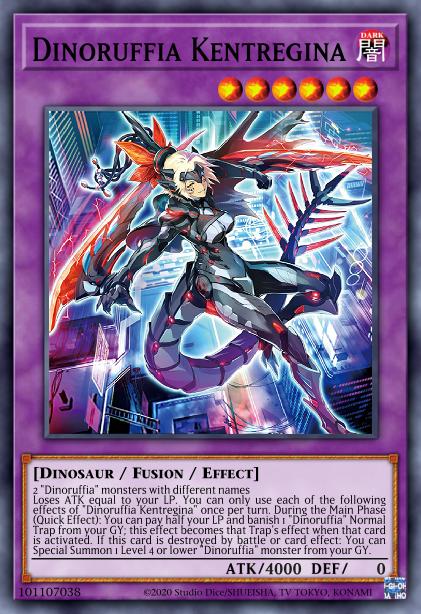 DINORUFFIA KENTREGINA
DARK
闇
[DINOSAUR / FUSION / EFFECT]
2 "Dinoruffia" monsters with different names
Loses ATK equal to your LP. You can only use each of the following
effects of "Dinoruffia Kentregina" once per turn. During the Main Phase
(Quick Effect): You can pay half your LP and banish 1 "Dinoruffia" Normal
Trap from your GY; this effect becomes that Trap's effect when that card
is activated. If this card is destroyed by battle or card effect: You can
Special Summon 1 Level 4 or lower "Dinoruffia" monster from your GY.
ATK/4000 DEF/ 0
101107038 ©2020 Studio Dice/SHUEISHA, TV TOKYO, KONAMI